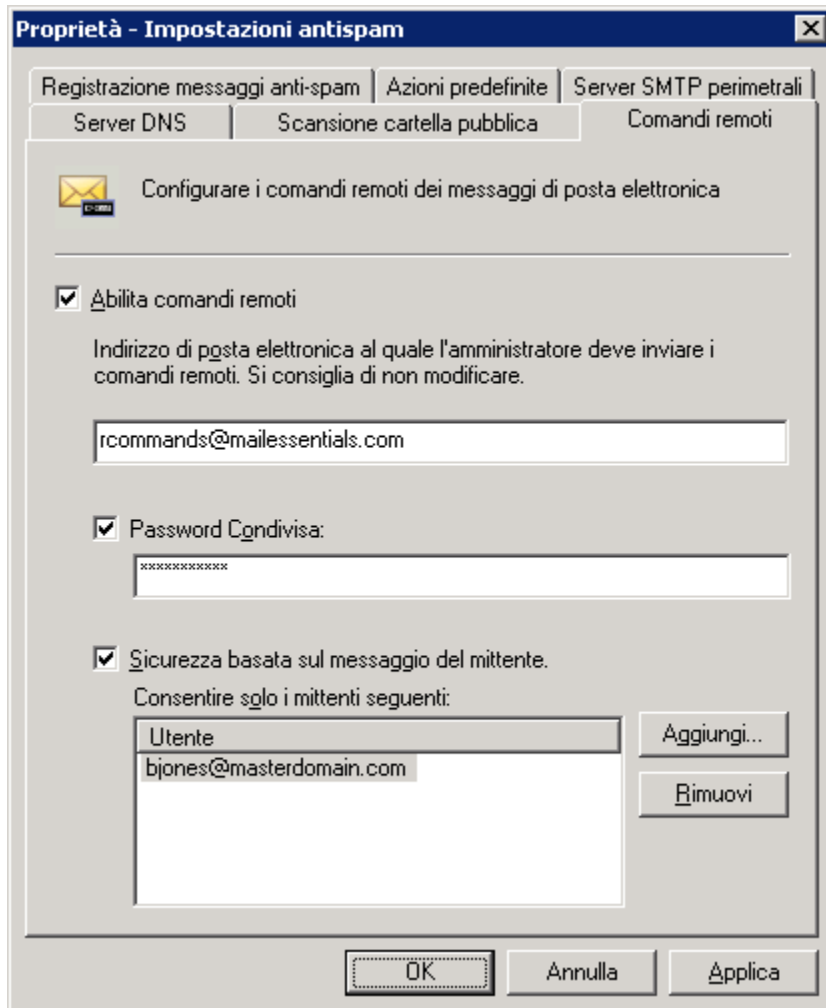 Proprietà - Impostazioni antispam
Registrazione messaggi anti-spam
Azioni predefinite
Server SMTP perimetrali
Server DNS
Scansione cartella pubblica
Comandi remoti
Configurare i comandi remoti dei messaggi di posta elettronica
Abilita comandi remoti
Indirizzo di posta elettronica al quale l'amministratore deve inviare i
comandi remoti. Si consiglia di non modificare.
rcommands@mailessentials.com
Password Condivisa:
xxxxxxxxxxx
Sicurezza basata sul messaggio del mittente.
Consentire solo i mittenti seguenti:
Utente
bjones@masterdomain.com
Aggiungi...
Rimuovi
OK
Annulla
Applica